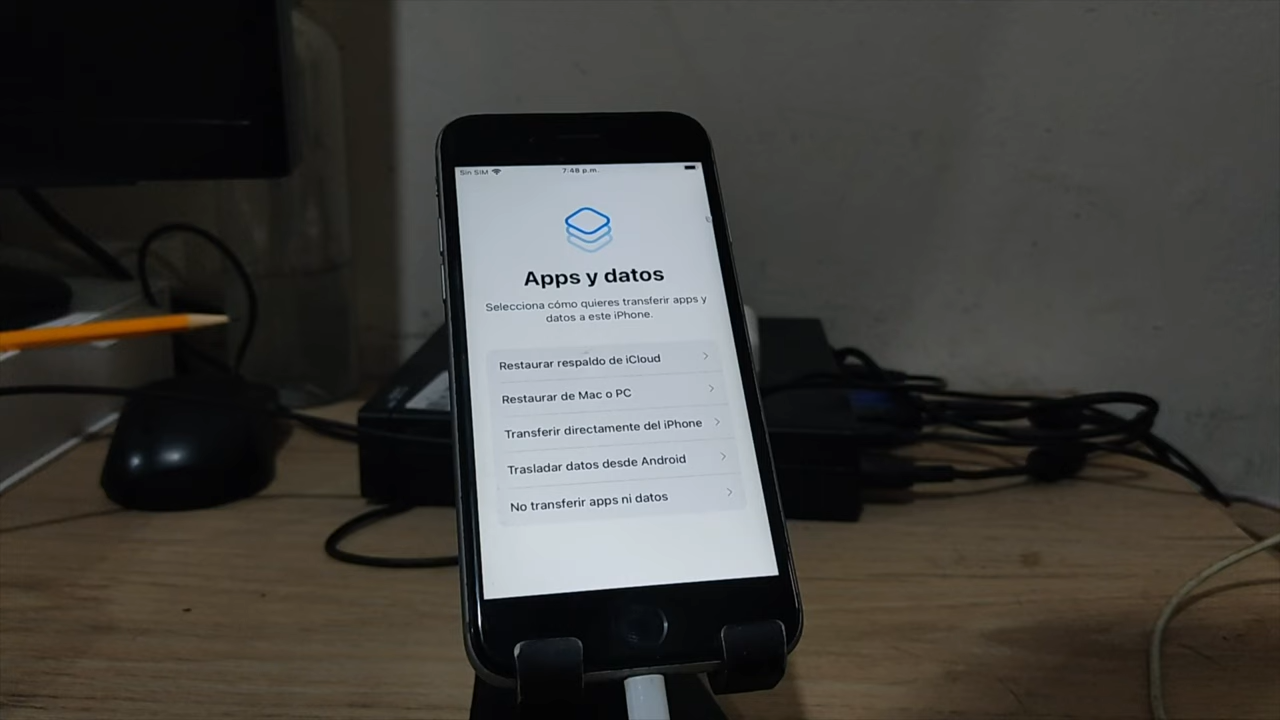 Sin SIM
7:48 p.m.
Apps y datos
Selecciona cómo quieres transferir apps y
datos a este iPhone.
Restaurar respaldo de iCloud
Restaurar de Mac o PC
Transferir directamente del iPhone
Trasladar datos desde Android
No transferir apps ni datos